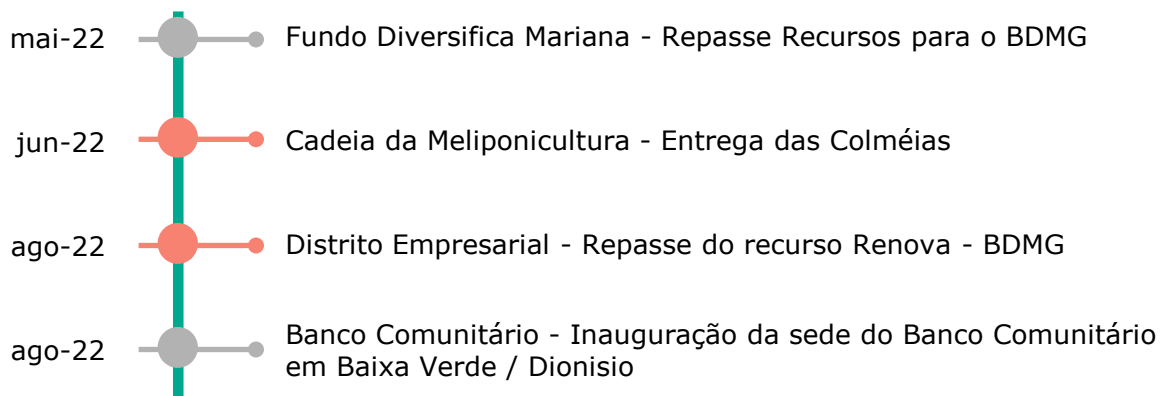 mai-22 Fundo Diversifica Mariana - Repasse Recursos para o BDMG
jun-22 Cadeia da Meliponicultura - Entrega das Colméias
ago-22 Distrito Empresarial - Repasse do recurso Renova - BDMG
ago-22 Banco Comunitário - Inauguração da sede do Banco Comunitário
em Baixa Verde / Dionisio